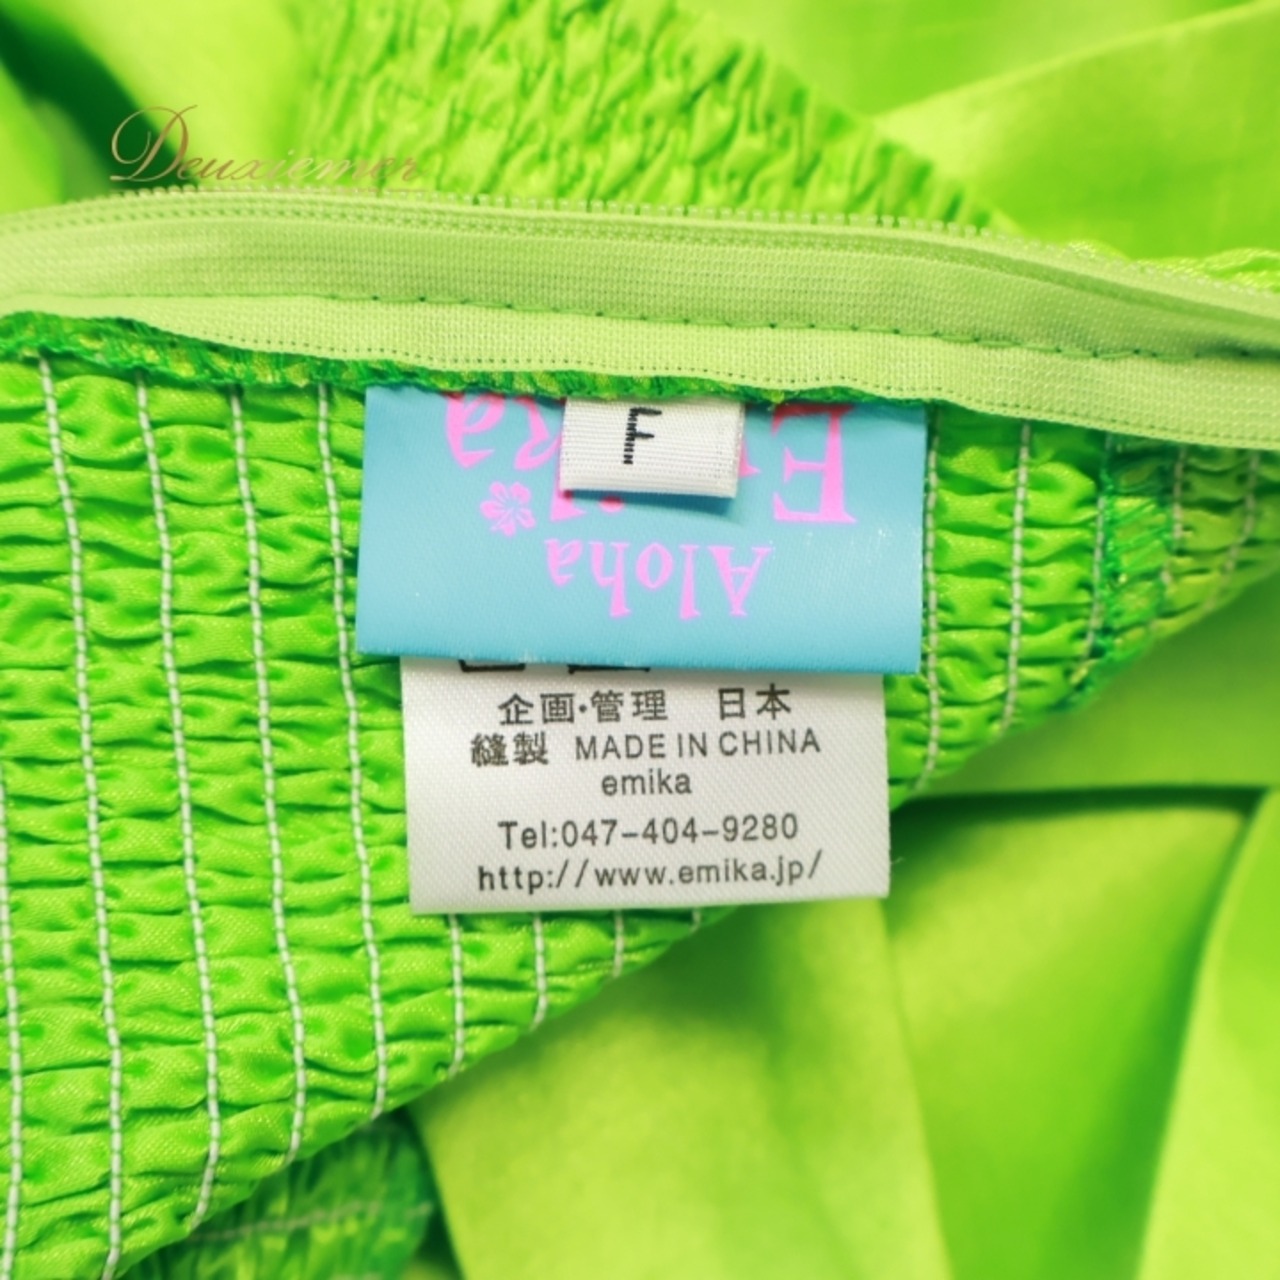 Deuxiemer
F
Aloha
E
ka
企画・管理 日本
縫製 MADE IN CHINA
emika
Tel:047-404-9280
http://www.emika.jp/